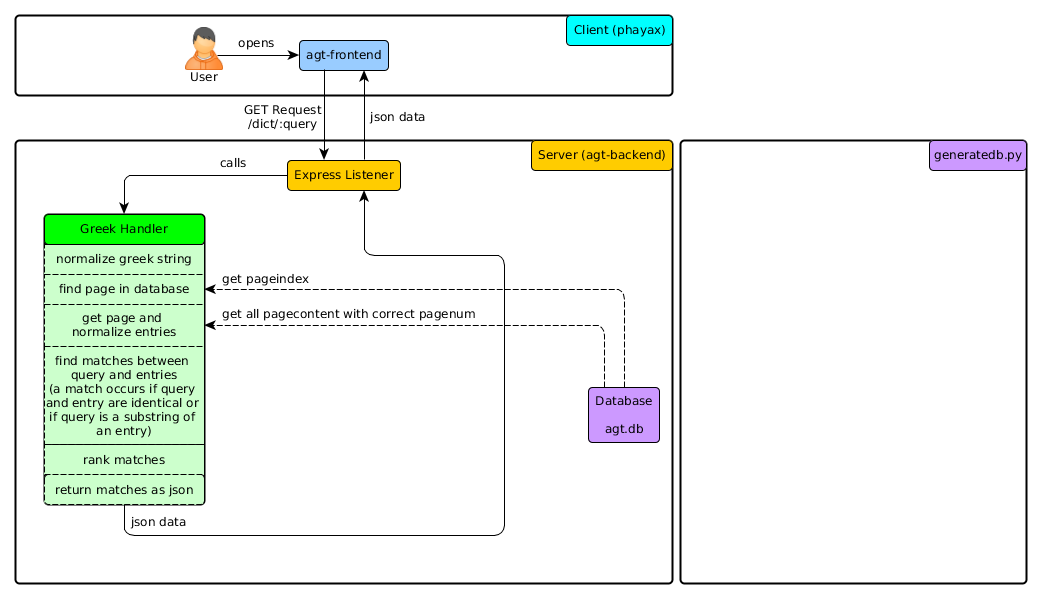 Client (phayax)
opens
agt-frontend
User
GET Request
/dict/:query
json data
Server (agt-backend)
generatedb.py
calls
Express Listener
Greek Handler
normalize greek string
find page in database
get pageindex
get page and
normalize entries
get all pagecontent with correct pagenum
find matches between
query and entries
(a match occurs if query
and entry are identical or
if query is a substring of
an entry)
Database
agt.db
rank matches
return matches as json
json data